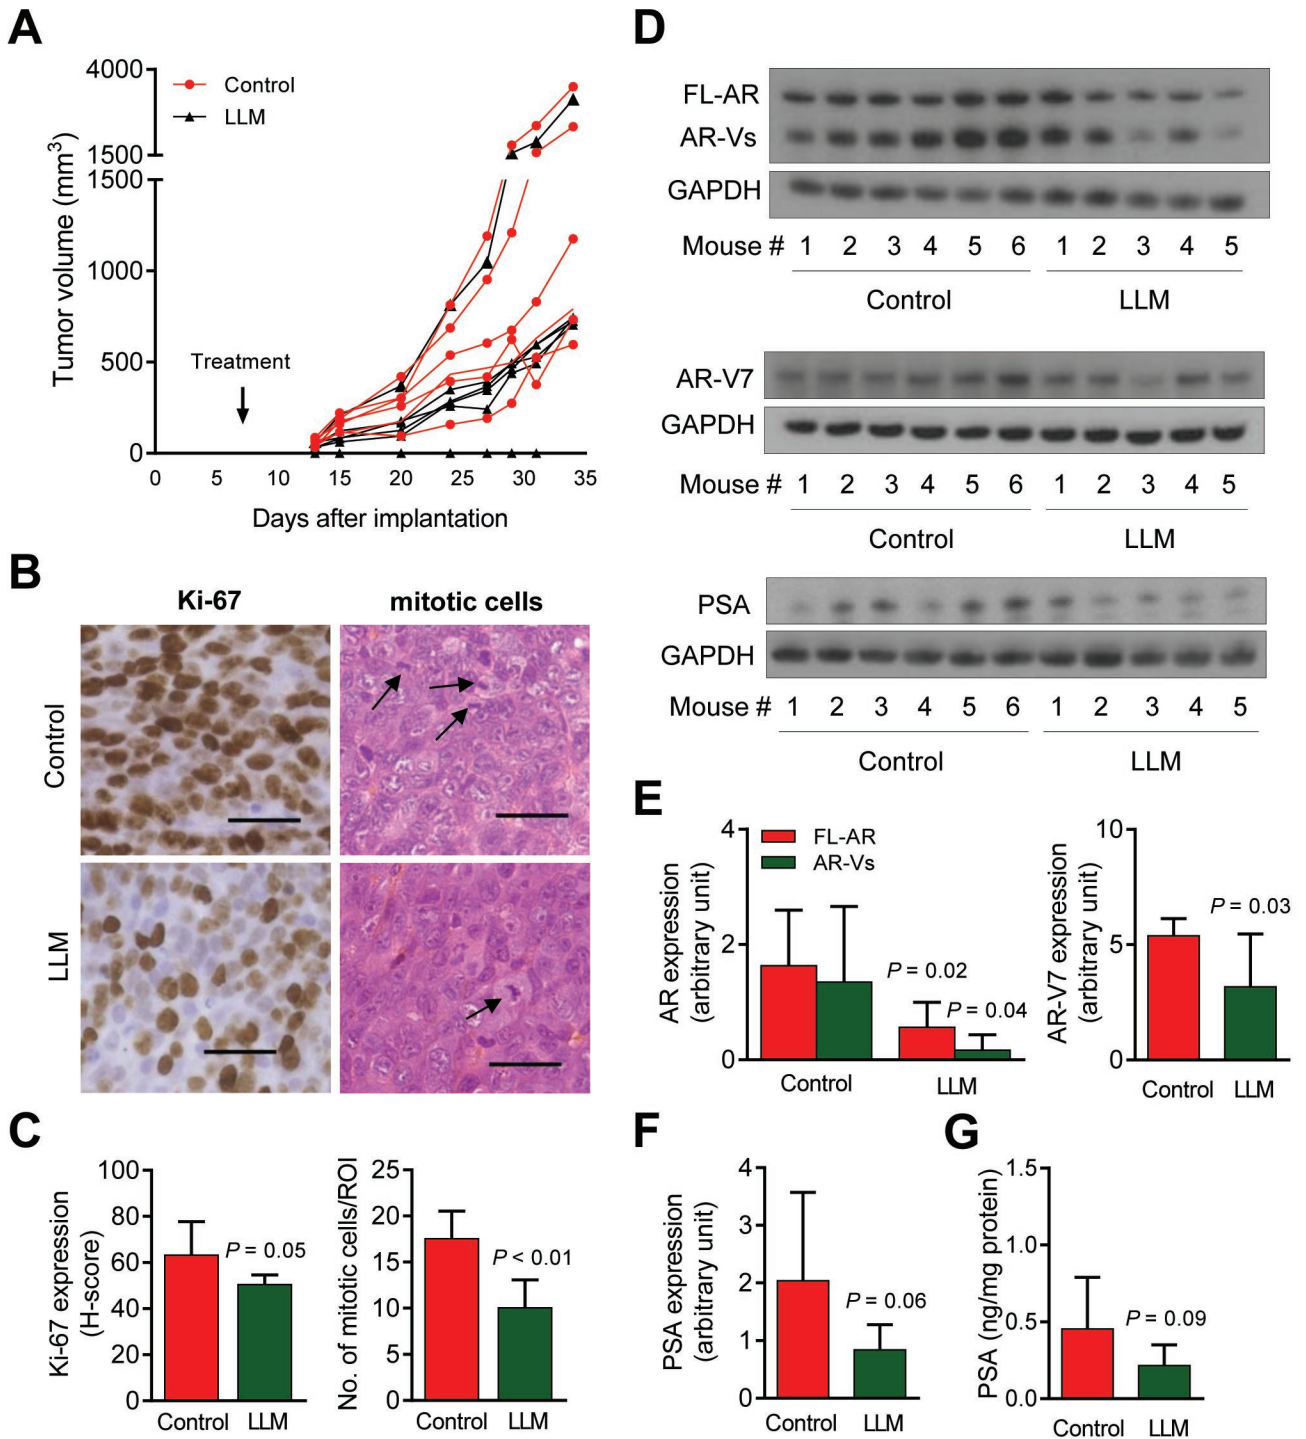 A
4000
Control
LLM
1500
1500
1000
500
0
Tumor volume (mm³)
Treatment
0 5 10 15 20 25 30 35
Days after implantation
B
Ki-67 mitotic cells
Control
LLM
C
100
80
60
40
20
0
Ki-67 expression
(H-score)
P = 0.05
Control LLM
25
20
15
10
5
0
No. of mitotic cells/ROI
P < 0.01
Control LLM
D
FL-AR
AR-Vs
GAPDH
Mouse # 1 2 3 4 5 6 1 2 3 4 5
Control LLM
AR-V7
GAPDH
Mouse # 1 2 3 4 5 6 1 2 3 4 5
Control LLM
PSA
GAPDH
Mouse # 1 2 3 4 5 6 1 2 3 4 5
Control LLM
E
4
2
0
AR expression
(arbitrary unit)
FL-AR
AR-Vs
P = 0.02
P = 0.04
Control LLM
10
5
0
AR-V7 expression
(arbitrary unit)
P = 0.03
Control LLM
F
4
3
2
1
0
PSA expression
(arbitrary unit)
P = 0.06
Control LLM
G
1.5
1.0
0.5
0.0
PSA (ng/mg protein)
P = 0.09
Control LLM